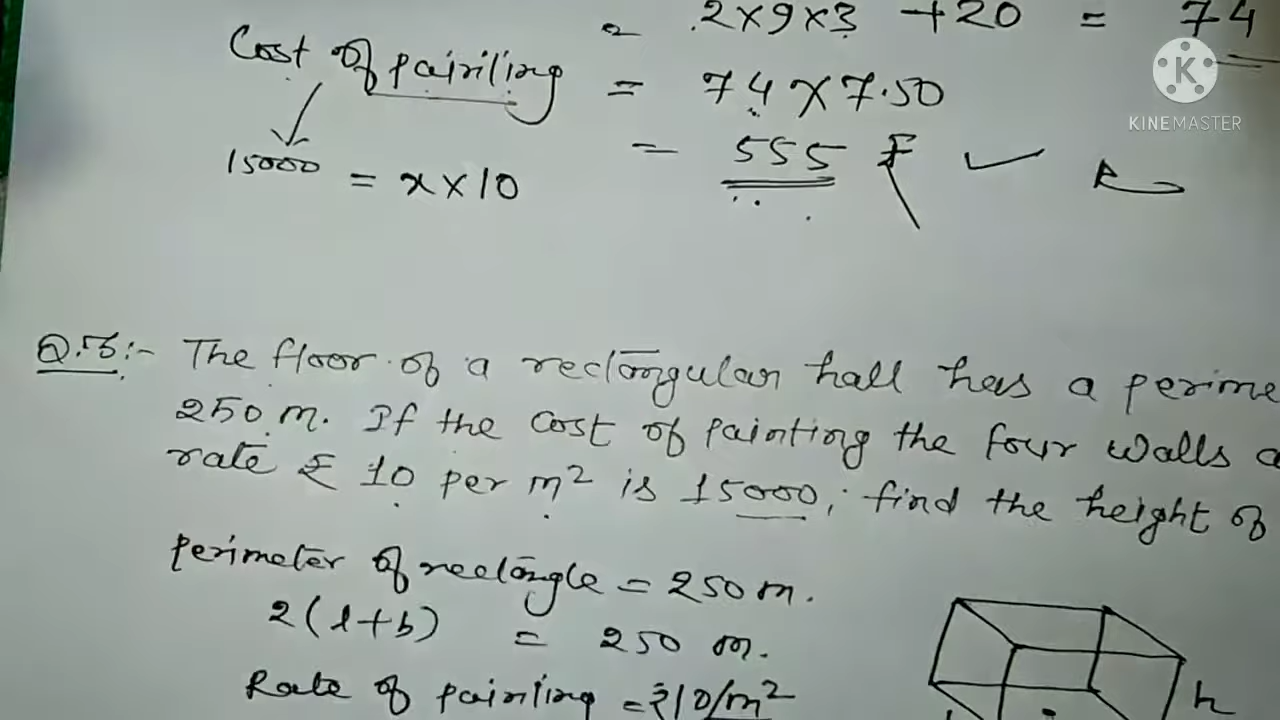 = 2×9×3 +20 = 74
Cost of painiling = 74×7.50
= 555 ₹
15000 = x×10
K
KINEMASTER
Q.3:- The floor of a rectangular hall has a perime
250 m. If the cost of painting the four walls a
rate ₹ 10 per m² is 15000; find the height of
perimeter of rectangle = 250 m.
2(l+b) = 250 m.
Rate of painting = ₹10/m²
h